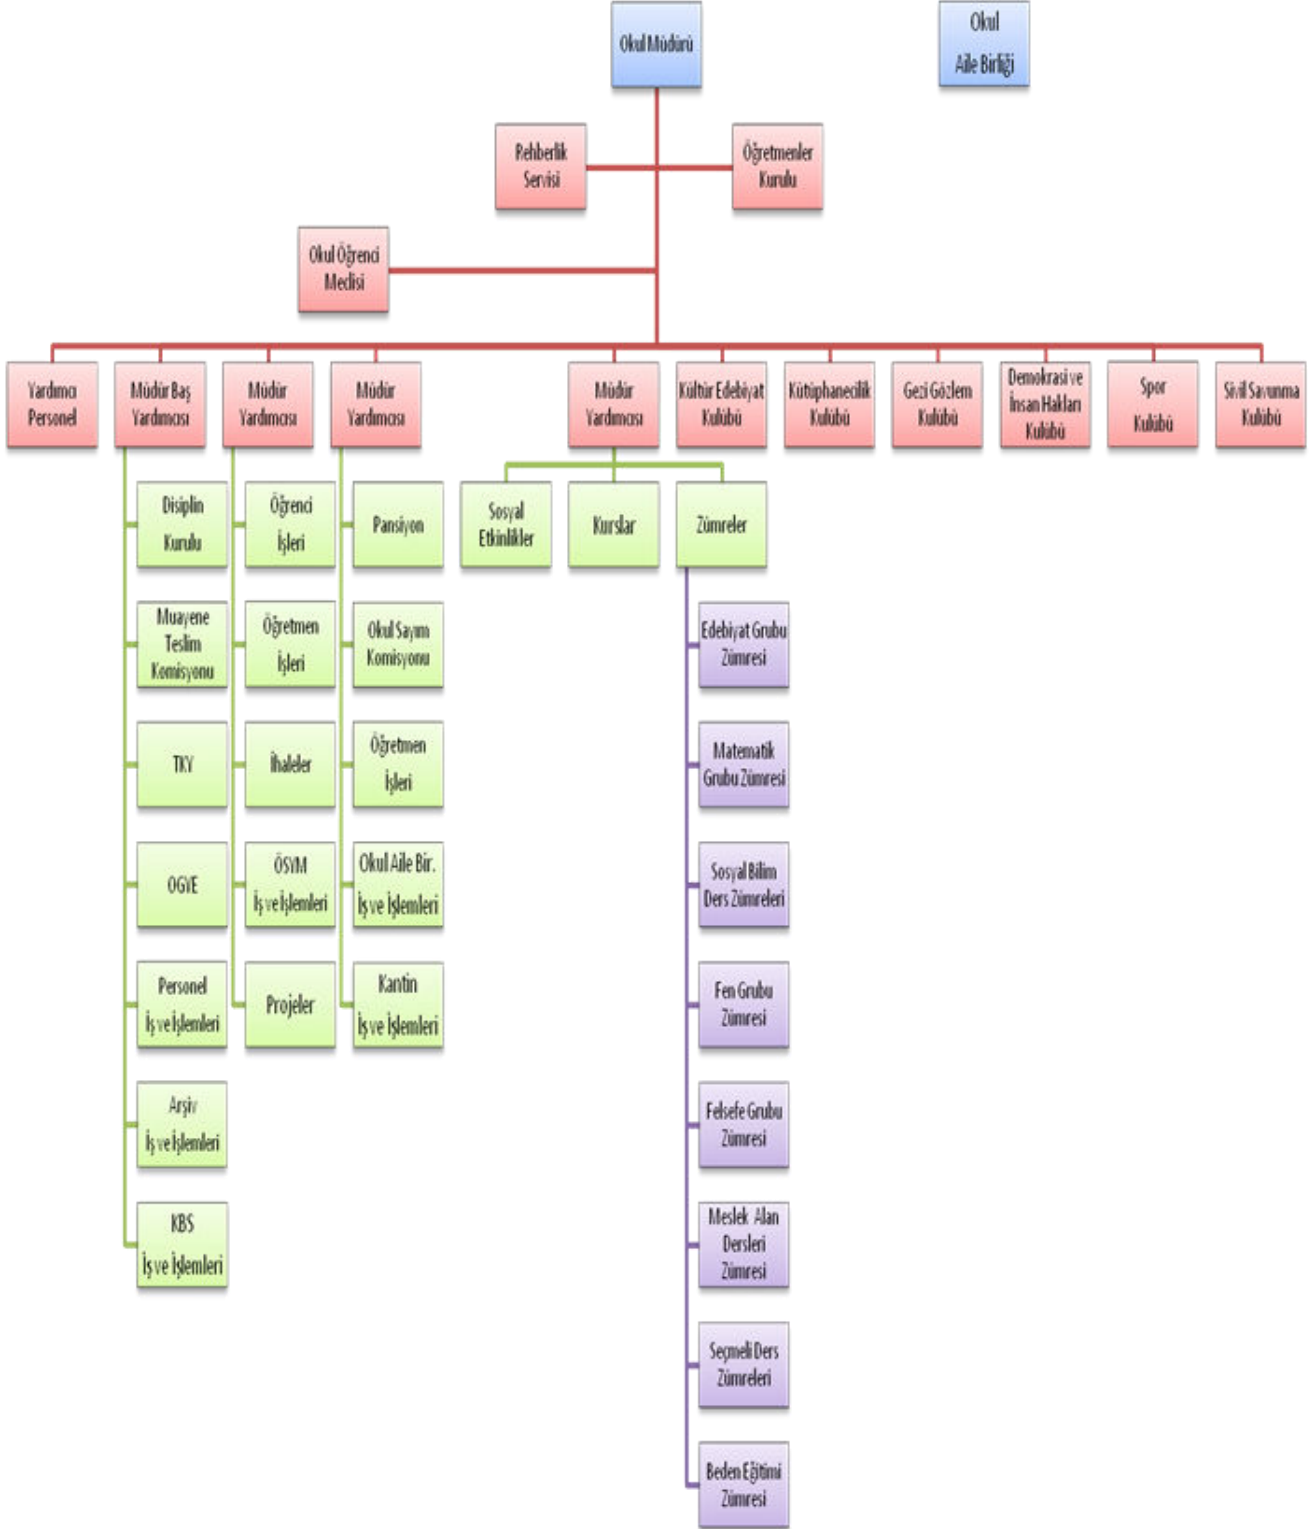 Okul Müdürü
Okul
Aile Birliği
Rehberlik
Servisi
Öğretmenler
Kurulu
Okul Öğrenci
Meclisi
Yardımcı
Personel
Müdür Baş
Yardımcısı
Müdür
Yardımcısı
Müdür
Yardımcısı
Müdür
Yardımcısı
Kültür Edebiyat
Kulübü
Kütüphanecilik
Kulübü
Gezi Gözlem
Kulübü
Demokrasi ve
İnsan Hakları
Kulübü
Spor
Kulübü
Sivil Savunma
Kulübü
Disiplin
Kurulu
Muayene
Teslim
Komisyonu
TKY
OGYE
Personel
İş ve İşlemleri
Arşiv
İş ve İşlemleri
KBS
İş ve İşlemleri
Öğrenci
İşleri
Öğretmen
İşleri
İhaleler
ÖSYM
İş ve İşlemleri
Projeler
Pansiyon
Okul Sayım
Komisyonu
Öğretmen
İşleri
Okul Aile Bir.
İş ve İşlemleri
Kantin
İş ve İşlemleri
Sosyal
Etkinlikler
Kurslar
Zümreler
Edebiyat Grubu
Zümresi
Matematik
Grubu Zümresi
Sosyal Bilim
Ders Zümreleri
Fen Grubu
Zümresi
Felsefe Grubu
Zümresi
Meslek Alan
Dersleri
Zümresi
Seçmeli Ders
Zümreleri
Beden Eğitimi
Zümresi